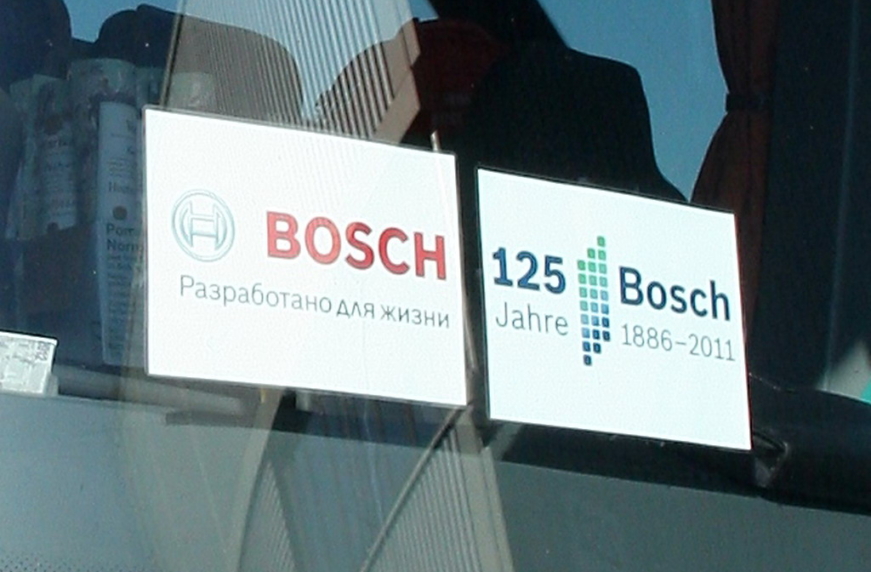 BOSCH
Разработано для жизни
125 Jahre
Bosch
1886–2011